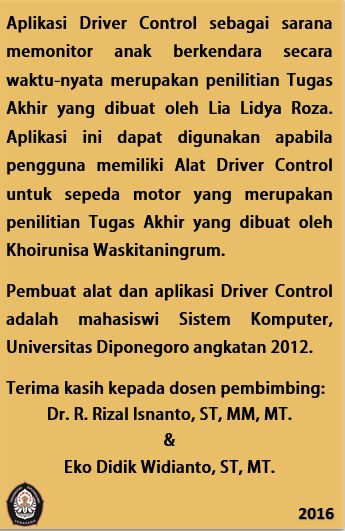 Aplikasi Driver Control sebagai sarana
memonitor anak berkendara secara
waktu-nyata merupakan penilitian Tugas
Akhir yang dibuat oleh Lia Lidya Roza.
Aplikasi ini dapat digunakan apabila
pengguna memiliki Alat Driver Control
untuk sepeda motor yang merupakan
penilitian Tugas Akhir yang dibuat oleh
Khoirunisa Waskitaningrum.
Pembuat alat dan aplikasi Driver Control
adalah mahasiswi Sistem Komputer,
Universitas Diponegoro angkatan 2012.
Terima kasih kepada dosen pembimbing:
Dr. R. Rizal Isnanto, ST, MM, MT.
&
Eko Didik Widianto, ST, MT.
2016